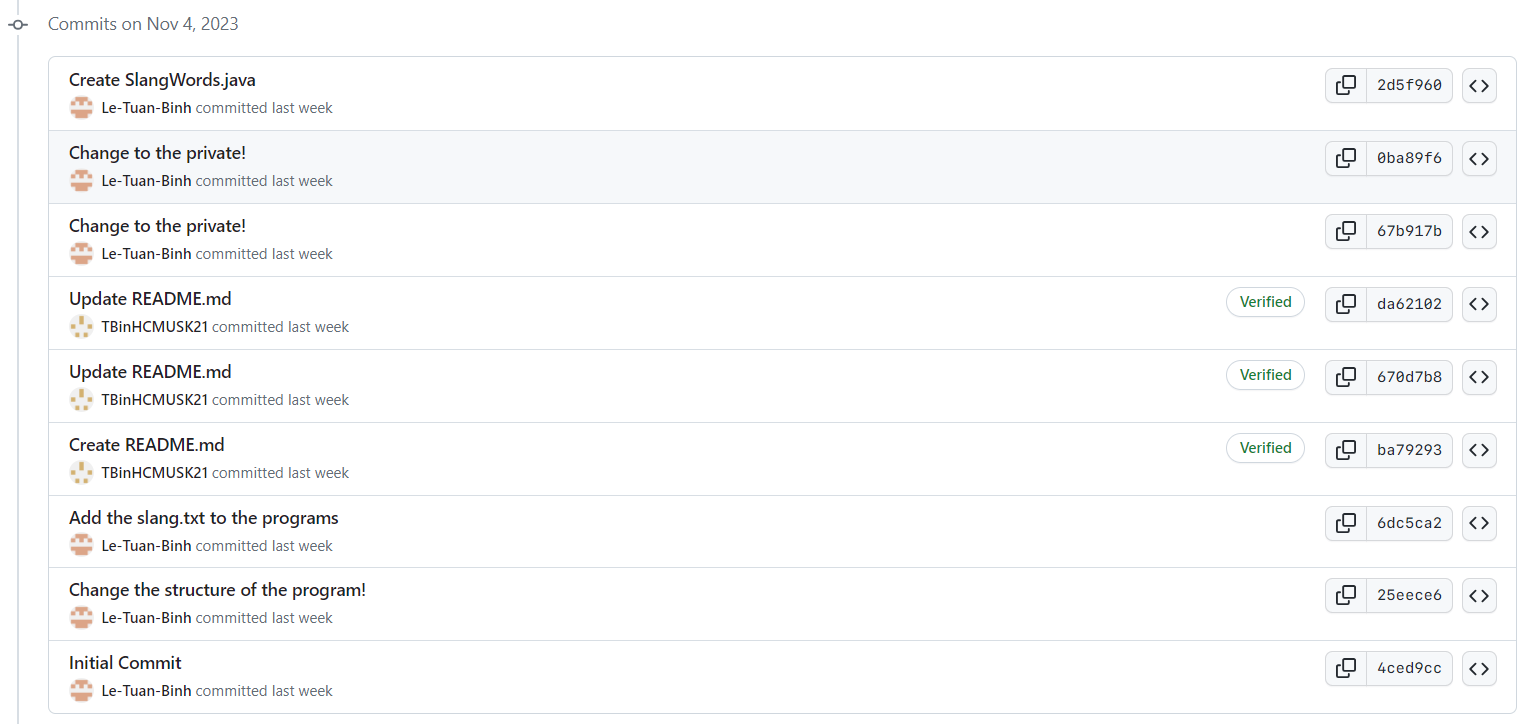 Commits on Nov 4, 2023
Create SlangWords.java
2d5f960
Le-Tuan-Binh committed last week
Change to the private!
0ba89f6
Le-Tuan-Binh committed last week
Change to the private!
67b917b
Le-Tuan-Binh committed last week
Update README.md
Verified
da62102
TBinHCMUSK21 committed last week
Update README.md
Verified
670d7b8
TBinHCMUSK21 committed last week
Create README.md
Verified
ba79293
TBinHCMUSK21 committed last week
Add the slang.txt to the programs
6dc5ca2
Le-Tuan-Binh committed last week
Change the structure of the program!
25eece6
Le-Tuan-Binh committed last week
Initial Commit
4ced9cc
Le-Tuan-Binh committed last week